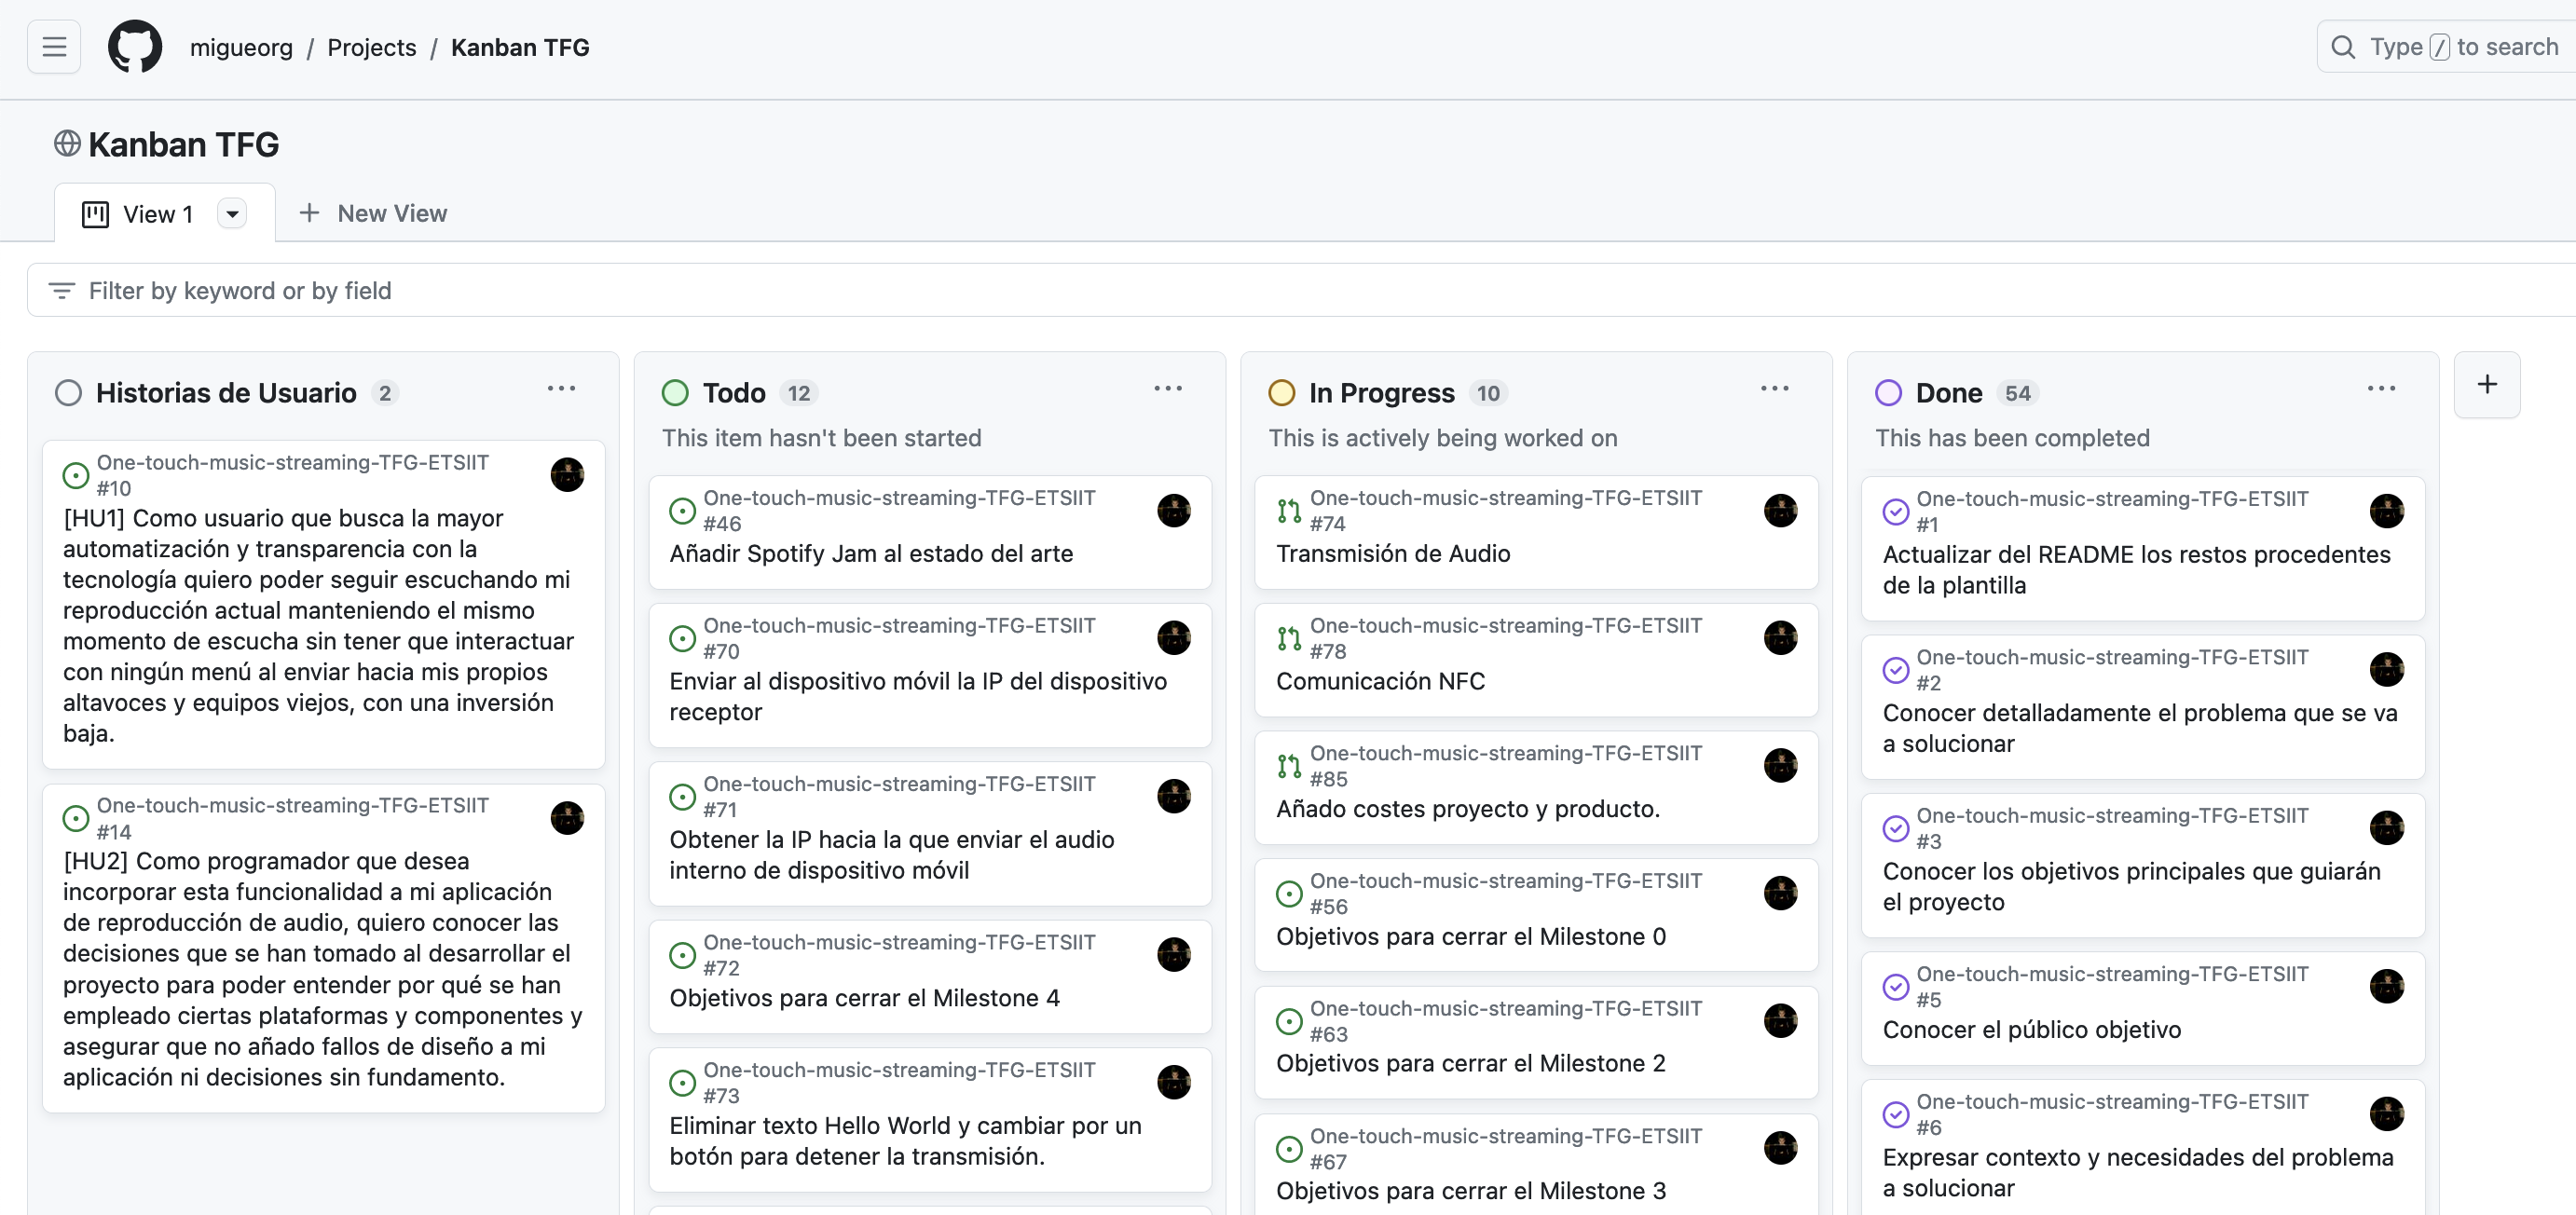 migueorg / Projects / Kanban TFG
Type / to search
Kanban TFG
View 1
New View
Filter by keyword or by field
Historias de Usuario 2
One-touch-music-streaming-TFG-ETSIIT
#10
[HU1] Como usuario que busca la mayor
automatización y transparencia con la
tecnología quiero poder seguir escuchando mi
reproducción actual manteniendo el mismo
momento de escucha sin tener que interactuar
con ningún menú al enviar hacia mis propios
altavoces y equipos viejos, con una inversión
baja.
One-touch-music-streaming-TFG-ETSIIT
#14
[HU2] Como programador que desea
incorporar esta funcionalidad a mi aplicación
de reproducción de audio, quiero conocer las
decisiones que se han tomado al desarrollar el
proyecto para poder entender por qué se han
empleado ciertas plataformas y componentes y
asegurar que no añado fallos de diseño a mi
aplicación ni decisiones sin fundamento.
Todo 12
This item hasn't been started
One-touch-music-streaming-TFG-ETSIIT
#46
Añadir Spotify Jam al estado del arte
One-touch-music-streaming-TFG-ETSIIT
#70
Enviar al dispositivo móvil la IP del dispositivo
receptor
One-touch-music-streaming-TFG-ETSIIT
#71
Obtener la IP hacia la que enviar el audio
interno de dispositivo móvil
One-touch-music-streaming-TFG-ETSIIT
#72
Objetivos para cerrar el Milestone 4
One-touch-music-streaming-TFG-ETSIIT
#73
Eliminar texto Hello World y cambiar por un
botón para detener la transmisión.
In Progress 10
This is actively being worked on
One-touch-music-streaming-TFG-ETSIIT
#74
Transmisión de Audio
One-touch-music-streaming-TFG-ETSIIT
#78
Comunicación NFC
One-touch-music-streaming-TFG-ETSIIT
#85
Añado costes proyecto y producto.
One-touch-music-streaming-TFG-ETSIIT
#56
Objetivos para cerrar el Milestone 0
One-touch-music-streaming-TFG-ETSIIT
#63
Objetivos para cerrar el Milestone 2
One-touch-music-streaming-TFG-ETSIIT
#67
Objetivos para cerrar el Milestone 3
Done 54
This has been completed
One-touch-music-streaming-TFG-ETSIIT
#1
Actualizar del README los restos procedentes
de la plantilla
One-touch-music-streaming-TFG-ETSIIT
#2
Conocer detalladamente el problema que se va
a solucionar
One-touch-music-streaming-TFG-ETSIIT
#3
Conocer los objetivos principales que guiarán
el proyecto
One-touch-music-streaming-TFG-ETSIIT
#5
Conocer el público objetivo
One-touch-music-streaming-TFG-ETSIIT
#6
Expresar contexto y necesidades del problema
a solucionar